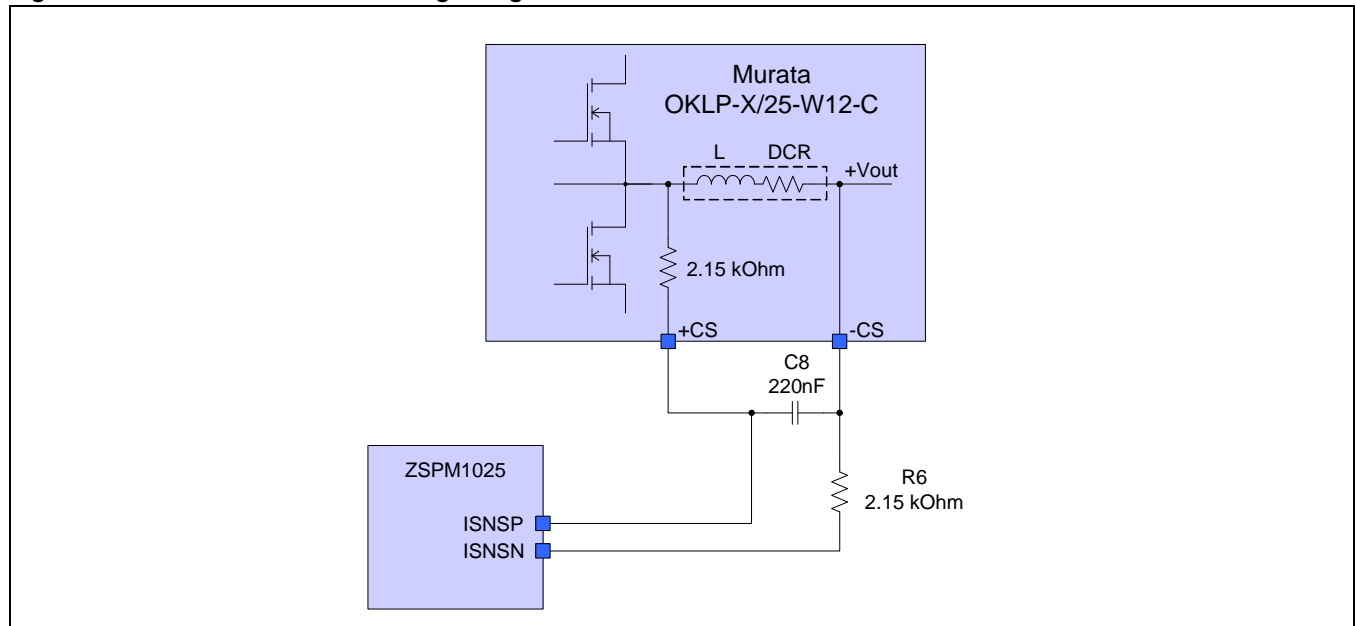 Murata
OKLP-X/25-W12-C
L DCR
+Vout
2.15 kOhm
+CS
-CS
C8
220nF
ZSPM1025
R6
2.15 kOhm
ISNSP
ISNSN